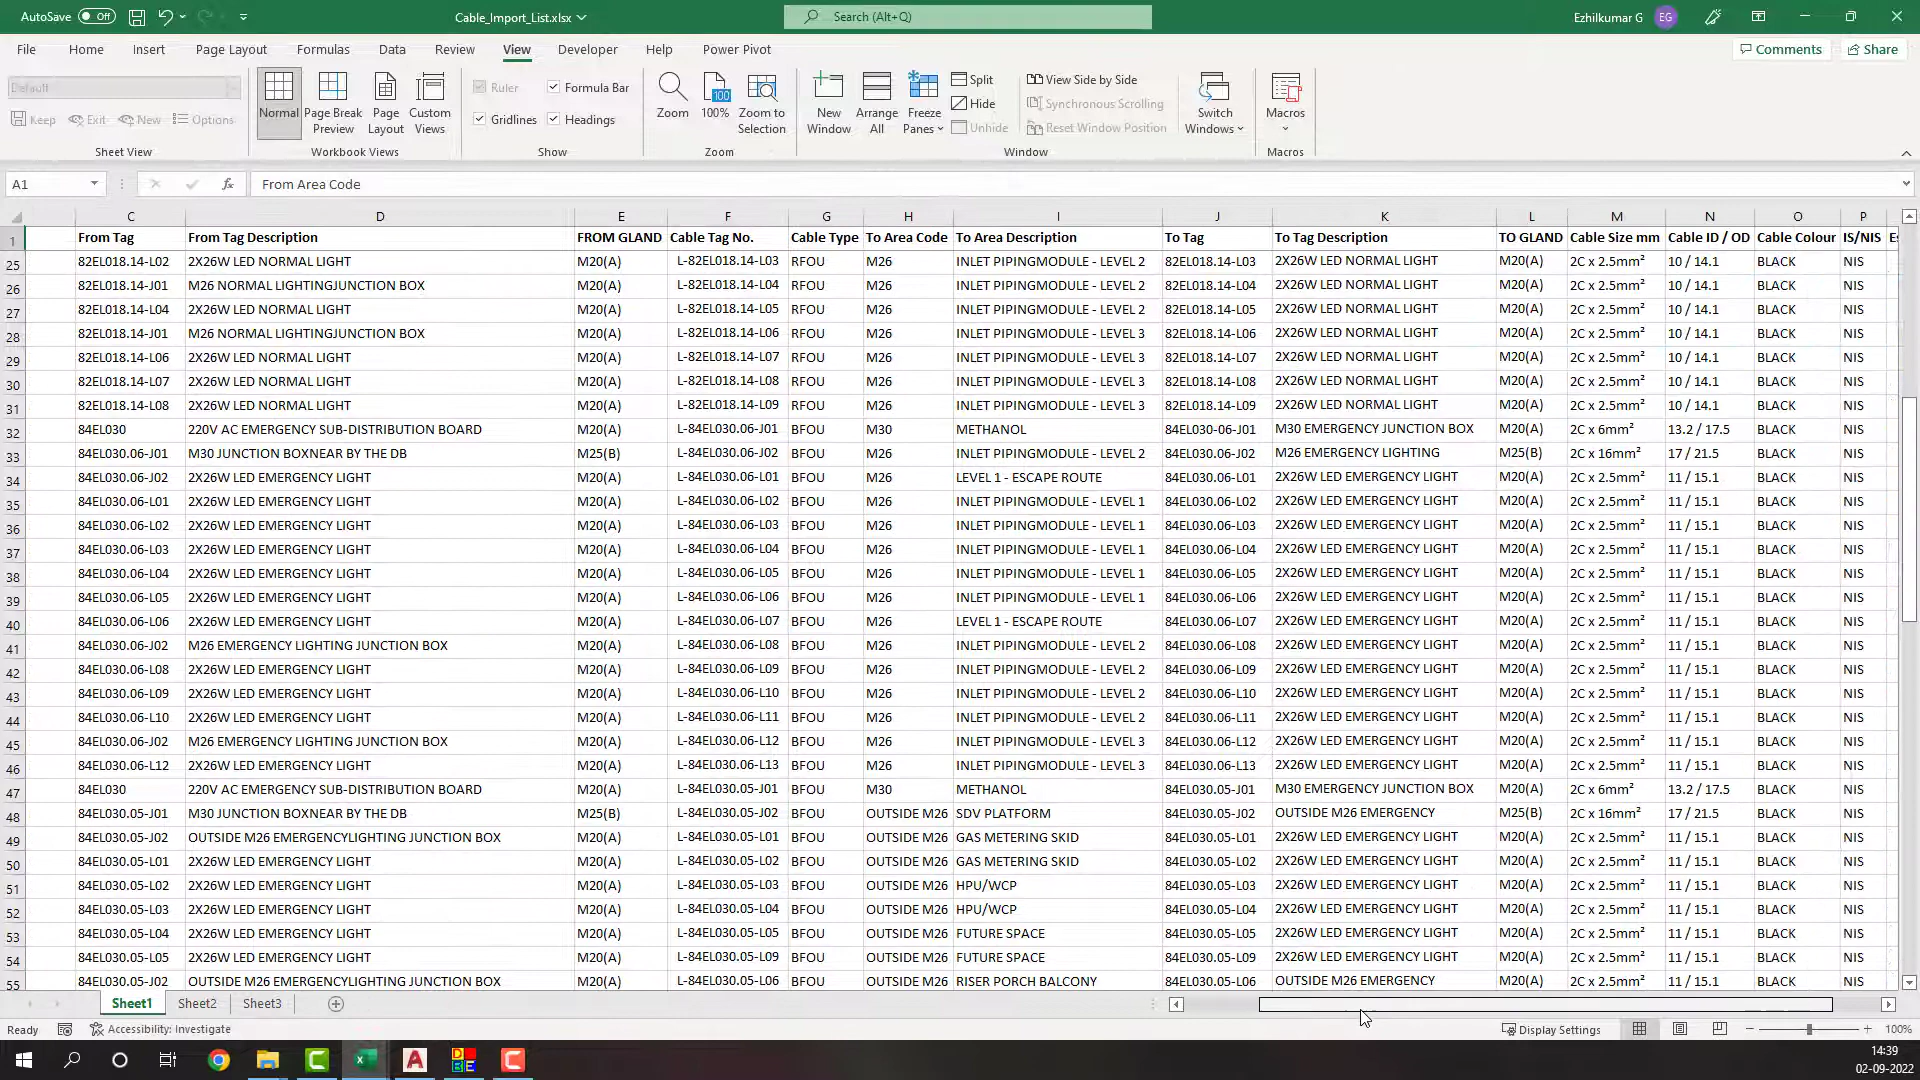 AutoSave Off Cable_Import_List.xlsx Search (Alt+Q) Ezhilkumar G EG
File Home Insert Page Layout Formulas Data Review View Developer Help Power Pivot Comments Share
Default
Keep Exit New Options
Sheet View
Normal Page Break Preview Page Layout Custom Views
Workbook Views
Ruler Formula Bar
Gridlines Headings
Show
Zoom 100 100% Zoom to Selection
Zoom
New Window Arrange All Freeze Panes
Split Hide Unhide
View Side by Side
Synchronous Scrolling
Reset Window Position
Switch Windows
Window
Macros
Macros
A1 fx From Area Code
C D E F G H I J K L M N O P
1 From Tag From Tag Description FROM GLAND Cable Tag No. Cable Type To Area Code To Area Description To Tag To Tag Description TO GLAND Cable Size mm Cable ID / OD Cable Colour IS/NIS Es
25 82EL018.14-L02 2X26W LED NORMAL LIGHT M20(A) L-82EL018.14-L03 RFOU M26 INLET PIPINGMODULE - LEVEL 2 82EL018.14-L03 2X26W LED NORMAL LIGHT M20(A) 2C x 2.5mm² 10 / 14.1 BLACK NIS
26 82EL018.14-J01 M26 NORMAL LIGHTINGJUNCTION BOX M20(A) L-82EL018.14-L04 RFOU M26 INLET PIPINGMODULE - LEVEL 2 82EL018.14-L04 2X26W LED NORMAL LIGHT M20(A) 2C x 2.5mm² 10 / 14.1 BLACK NIS
27 82EL018.14-L04 2X26W LED NORMAL LIGHT M20(A) L-82EL018.14-L05 RFOU M26 INLET PIPINGMODULE - LEVEL 2 82EL018.14-L05 2X26W LED NORMAL LIGHT M20(A) 2C x 2.5mm² 10 / 14.1 BLACK NIS
28 82EL018.14-J01 M26 NORMAL LIGHTINGJUNCTION BOX M20(A) L-82EL018.14-L06 RFOU M26 INLET PIPINGMODULE - LEVEL 3 82EL018.14-L06 2X26W LED NORMAL LIGHT M20(A) 2C x 2.5mm² 10 / 14.1 BLACK NIS
29 82EL018.14-L06 2X26W LED NORMAL LIGHT M20(A) L-82EL018.14-L07 RFOU M26 INLET PIPINGMODULE - LEVEL 3 82EL018.14-L07 2X26W LED NORMAL LIGHT M20(A) 2C x 2.5mm² 10 / 14.1 BLACK NIS
30 82EL018.14-L07 2X26W LED NORMAL LIGHT M20(A) L-82EL018.14-L08 RFOU M26 INLET PIPINGMODULE - LEVEL 3 82EL018.14-L08 2X26W LED NORMAL LIGHT M20(A) 2C x 2.5mm² 10 / 14.1 BLACK NIS
31 82EL018.14-L08 2X26W LED NORMAL LIGHT M20(A) L-82EL018.14-L09 RFOU M26 INLET PIPINGMODULE - LEVEL 3 82EL018.14-L09 2X26W LED NORMAL LIGHT M20(A) 2C x 2.5mm² 10 / 14.1 BLACK NIS
32 84EL030 220V AC EMERGENCY SUB-DISTRIBUTION BOARD M20(A) L-84EL030.06-J01 BFOU M30 METHANOL 84EL030-06-J01 M30 EMERGENCY JUNCTION BOX M20(A) 2C x 6mm² 13.2 / 17.5 BLACK NIS
33 84EL030.06-J01 M30 JUNCTION BOXNEAR BY THE DB M25(B) L-84EL030.06-J02 BFOU M26 INLET PIPINGMODULE - LEVEL 2 84EL030.06-J02 M26 EMERGENCY LIGHTING M25(B) 2C x 16mm² 17 / 21.5 BLACK NIS
34 84EL030.06-J02 2X26W LED EMERGENCY LIGHT M20(A) L-84EL030.06-L01 BFOU M26 LEVEL 1 - ESCAPE ROUTE 84EL030.06-L01 2X26W LED EMERGENCY LIGHT M20(A) 2C x 2.5mm² 11 / 15.1 BLACK NIS
35 84EL030.06-L01 2X26W LED EMERGENCY LIGHT M20(A) L-84EL030.06-L02 BFOU M26 INLET PIPINGMODULE - LEVEL 1 84EL030.06-L02 2X26W LED EMERGENCY LIGHT M20(A) 2C x 2.5mm² 11 / 15.1 BLACK NIS
36 84EL030.06-L02 2X26W LED EMERGENCY LIGHT M20(A) L-84EL030.06-L03 BFOU M26 INLET PIPINGMODULE - LEVEL 1 84EL030.06-L03 2X26W LED EMERGENCY LIGHT M20(A) 2C x 2.5mm² 11 / 15.1 BLACK NIS
37 84EL030.06-L03 2X26W LED EMERGENCY LIGHT M20(A) L-84EL030.06-L04 BFOU M26 INLET PIPINGMODULE - LEVEL 1 84EL030.06-L04 2X26W LED EMERGENCY LIGHT M20(A) 2C x 2.5mm² 11 / 15.1 BLACK NIS
38 84EL030.06-L04 2X26W LED EMERGENCY LIGHT M20(A) L-84EL030.06-L05 BFOU M26 INLET PIPINGMODULE - LEVEL 1 84EL030.06-L05 2X26W LED EMERGENCY LIGHT M20(A) 2C x 2.5mm² 11 / 15.1 BLACK NIS
39 84EL030.06-L05 2X26W LED EMERGENCY LIGHT M20(A) L-84EL030.06-L06 BFOU M26 INLET PIPINGMODULE - LEVEL 1 84EL030.06-L06 2X26W LED EMERGENCY LIGHT M20(A) 2C x 2.5mm² 11 / 15.1 BLACK NIS
40 84EL030.06-L06 2X26W LED EMERGENCY LIGHT M20(A) L-84EL030.06-L07 BFOU M26 LEVEL 1 - ESCAPE ROUTE 84EL030.06-L07 2X26W LED EMERGENCY LIGHT M20(A) 2C x 2.5mm² 11 / 15.1 BLACK NIS
41 84EL030.06-J02 M26 EMERGENCY LIGHTING JUNCTION BOX M20(A) L-84EL030.06-L08 BFOU M26 INLET PIPINGMODULE - LEVEL 2 84EL030.06-L08 2X26W LED EMERGENCY LIGHT M20(A) 2C x 2.5mm² 11 / 15.1 BLACK NIS
42 84EL030.06-L08 2X26W LED EMERGENCY LIGHT M20(A) L-84EL030.06-L09 BFOU M26 INLET PIPINGMODULE - LEVEL 2 84EL030.06-L09 2X26W LED EMERGENCY LIGHT M20(A) 2C x 2.5mm² 11 / 15.1 BLACK NIS
43 84EL030.06-L09 2X26W LED EMERGENCY LIGHT M20(A) L-84EL030.06-L10 BFOU M26 INLET PIPINGMODULE - LEVEL 2 84EL030.06-L10 2X26W LED EMERGENCY LIGHT M20(A) 2C x 2.5mm² 11 / 15.1 BLACK NIS
44 84EL030.06-L10 2X26W LED EMERGENCY LIGHT M20(A) L-84EL030.06-L11 BFOU M26 INLET PIPINGMODULE - LEVEL 2 84EL030.06-L11 2X26W LED EMERGENCY LIGHT M20(A) 2C x 2.5mm² 11 / 15.1 BLACK NIS
45 84EL030.06-J02 M26 EMERGENCY LIGHTING JUNCTION BOX M20(A) L-84EL030.06-L12 BFOU M26 INLET PIPINGMODULE - LEVEL 3 84EL030.06-L12 2X26W LED EMERGENCY LIGHT M20(A) 2C x 2.5mm² 11 / 15.1 BLACK NIS
46 84EL030.06-L12 2X26W LED EMERGENCY LIGHT M20(A) L-84EL030.06-L13 BFOU M26 INLET PIPINGMODULE - LEVEL 3 84EL030.06-L13 2X26W LED EMERGENCY LIGHT M20(A) 2C x 2.5mm² 11 / 15.1 BLACK NIS
47 84EL030 220V AC EMERGENCY SUB-DISTRIBUTION BOARD M20(A) L-84EL030.05-J01 BFOU M30 METHANOL 84EL030.05-J01 M30 EMERGENCY JUNCTION BOX M20(A) 2C x 6mm² 13.2 / 17.5 BLACK NIS
48 84EL030.05-J01 M30 JUNCTION BOXNEAR BY THE DB M25(B) L-84EL030.05-J02 BFOU OUTSIDE M26 SDV PLATFORM 84EL030.05-J02 OUTSIDE M26 EMERGENCY M25(B) 2C x 16mm² 17 / 21.5 BLACK NIS
49 84EL030.05-J02 OUTSIDE M26 EMERGENCYLIGHTING JUNCTION BOX M20(A) L-84EL030.05-L01 BFOU OUTSIDE M26 GAS METERING SKID 84EL030.05-L01 2X26W LED EMERGENCY LIGHT M20(A) 2C x 2.5mm² 11 / 15.1 BLACK NIS
50 84EL030.05-L01 2X26W LED EMERGENCY LIGHT M20(A) L-84EL030.05-L02 BFOU OUTSIDE M26 GAS METERING SKID 84EL030.05-L02 2X26W LED EMERGENCY LIGHT M20(A) 2C x 2.5mm² 11 / 15.1 BLACK NIS
51 84EL030.05-L02 2X26W LED EMERGENCY LIGHT M20(A) L-84EL030.05-L03 BFOU OUTSIDE M26 HPU/WCP 84EL030.05-L03 2X26W LED EMERGENCY LIGHT M20(A) 2C x 2.5mm² 11 / 15.1 BLACK NIS
52 84EL030.05-L03 2X26W LED EMERGENCY LIGHT M20(A) L-84EL030.05-L04 BFOU OUTSIDE M26 HPU/WCP 84EL030.05-L04 2X26W LED EMERGENCY LIGHT M20(A) 2C x 2.5mm² 11 / 15.1 BLACK NIS
53 84EL030.05-L04 2X26W LED EMERGENCY LIGHT M20(A) L-84EL030.05-L05 BFOU OUTSIDE M26 FUTURE SPACE 84EL030.05-L05 2X26W LED EMERGENCY LIGHT M20(A) 2C x 2.5mm² 11 / 15.1 BLACK NIS
54 84EL030.05-L05 2X26W LED EMERGENCY LIGHT M20(A) L-84EL030.05-L09 BFOU OUTSIDE M26 FUTURE SPACE 84EL030.05-L09 2X26W LED EMERGENCY LIGHT M20(A) 2C x 2.5mm² 11 / 15.1 BLACK NIS
55 84EL030.05-J02 OUTSIDE M26 EMERGENCYLIGHTING JUNCTION BOX M20(A) L-84EL030.05-L06 BFOU OUTSIDE M26 RISER PORCH BALCONY 84EL030.05-L06 OUTSIDE M26 EMERGENCY M20(A) 2C x 2.5mm² 11 / 15.1 BLACK NIS
Sheet1 Sheet2 Sheet3
Ready Accessibility: Investigate Display Settings 100%
14:39
02-09-2022